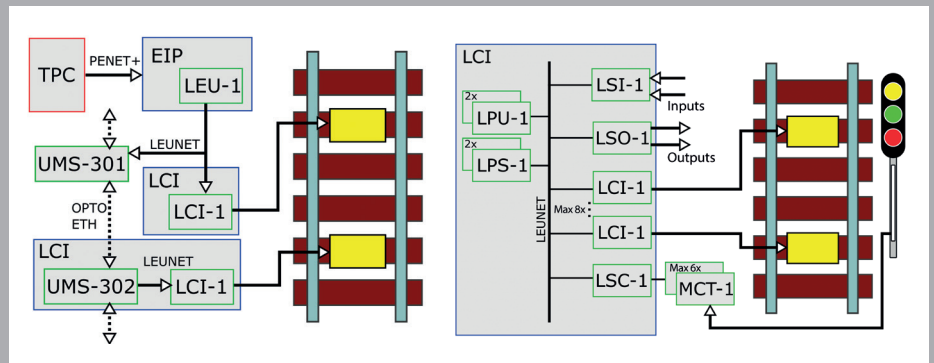 TPC
PENET+
EIP
LEU-1
LEUNET
UMS-301
LCI
LCI-1
OPTO
ETH
LCI
LEUNET
UMS-302
LCI-1
LCI
LSI-1
Inputs
2x
LPU-1
LSO-1
Outputs
2x
LPS-1
LCI-1
Max 8x
LEUNET
LCI-1
LSC-1
Max 6x
MCT-1